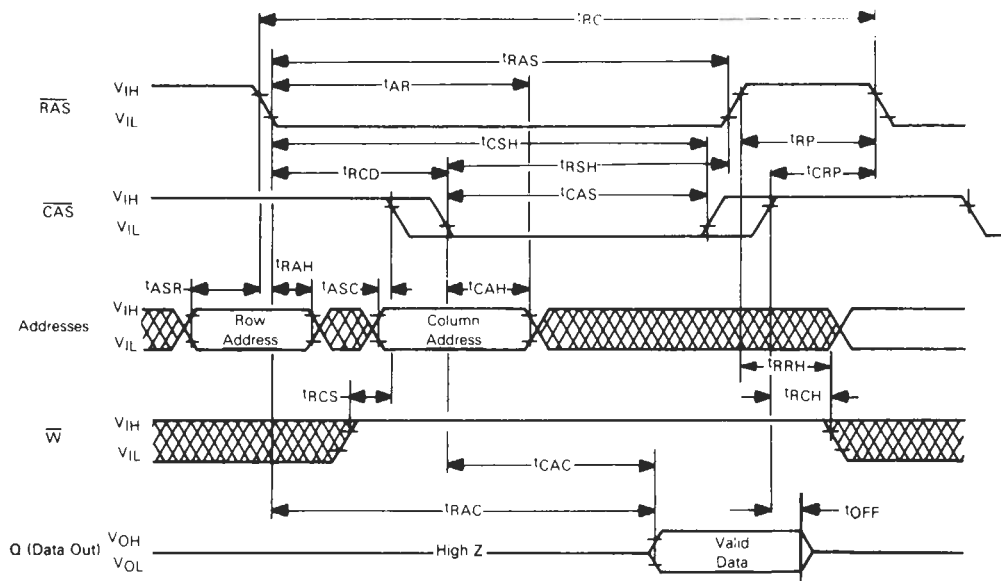 tRC
tRAS
tAR
RAS
VIH
VIL
tRP
tCSH
tRSH
tRCD
tCRP
tCAS
CAS
VIH
VIL
tASR
tRAH
tASC
tCAH
Addresses
VIH
VIL
Row
Address
Column
Address
tRRH
tRCS
tRCH
W
VIH
VIL
tCAC
tRAC
tOFF
Q (Data Out)
VOH
VOL
High Z
Valid
Data